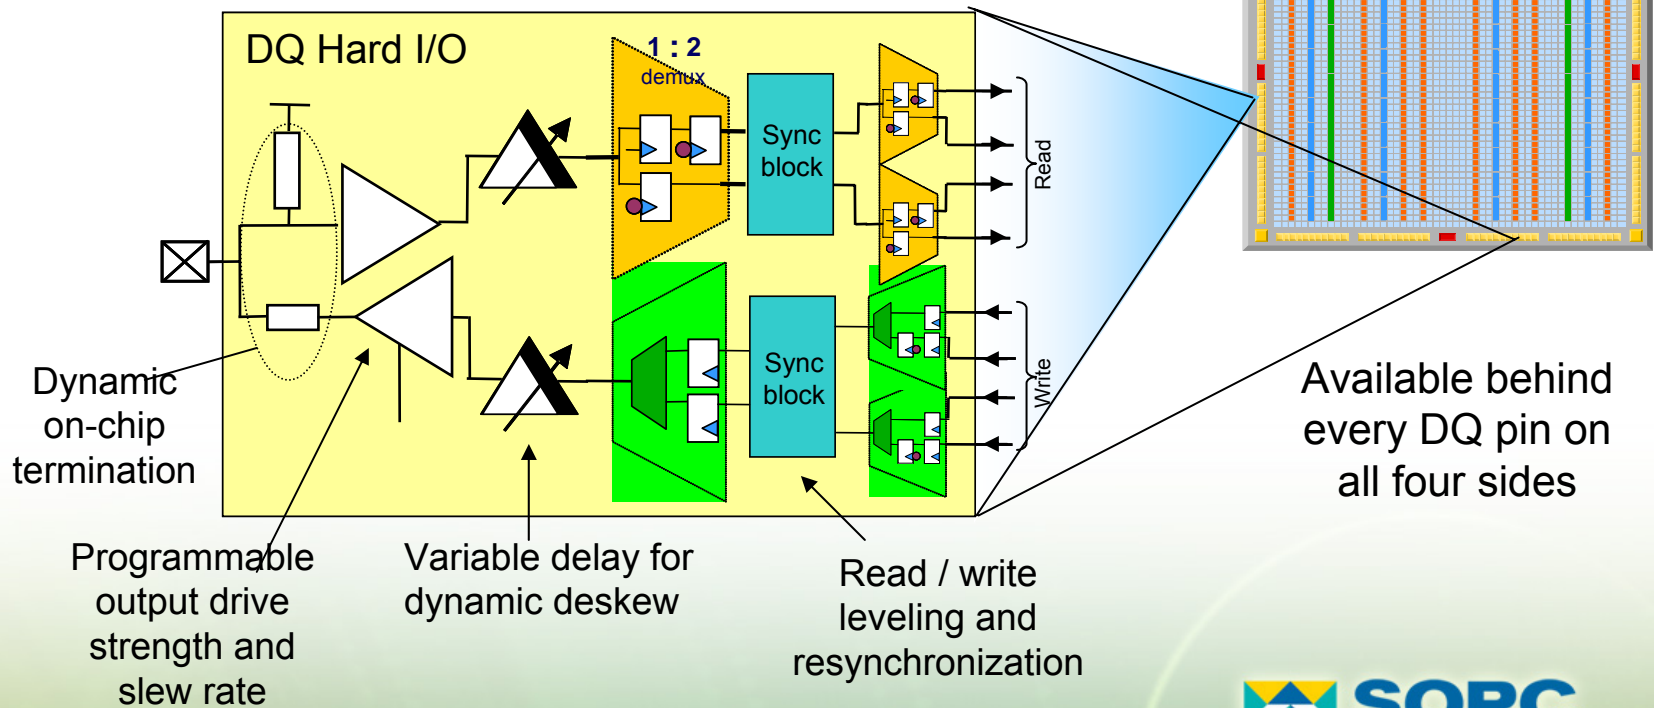 DQ Hard I/O
1 : 2
demux
Sync
block
Read
Sync
block
Write
Dynamic
on-chip
termination
Programmable
output drive
strength and
slew rate
Variable delay for
dynamic deskew
Read / write
leveling and
resynchronization
Available behind
every DQ pin on
all four sides
SOPC